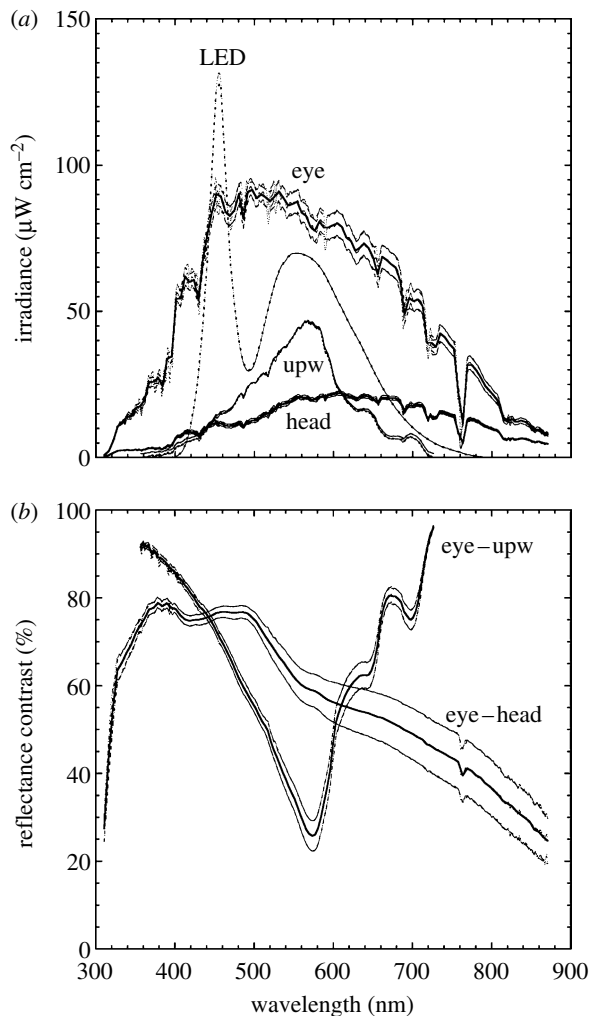 (a)
150
100
50
0
irradiance (µW cm⁻²)
LED
eye
upw
head
(b)
100
80
60
40
20
0
reflectance contrast (%)
eye–upw
eye–head
300 400 500 600 700 800 900
wavelength (nm)